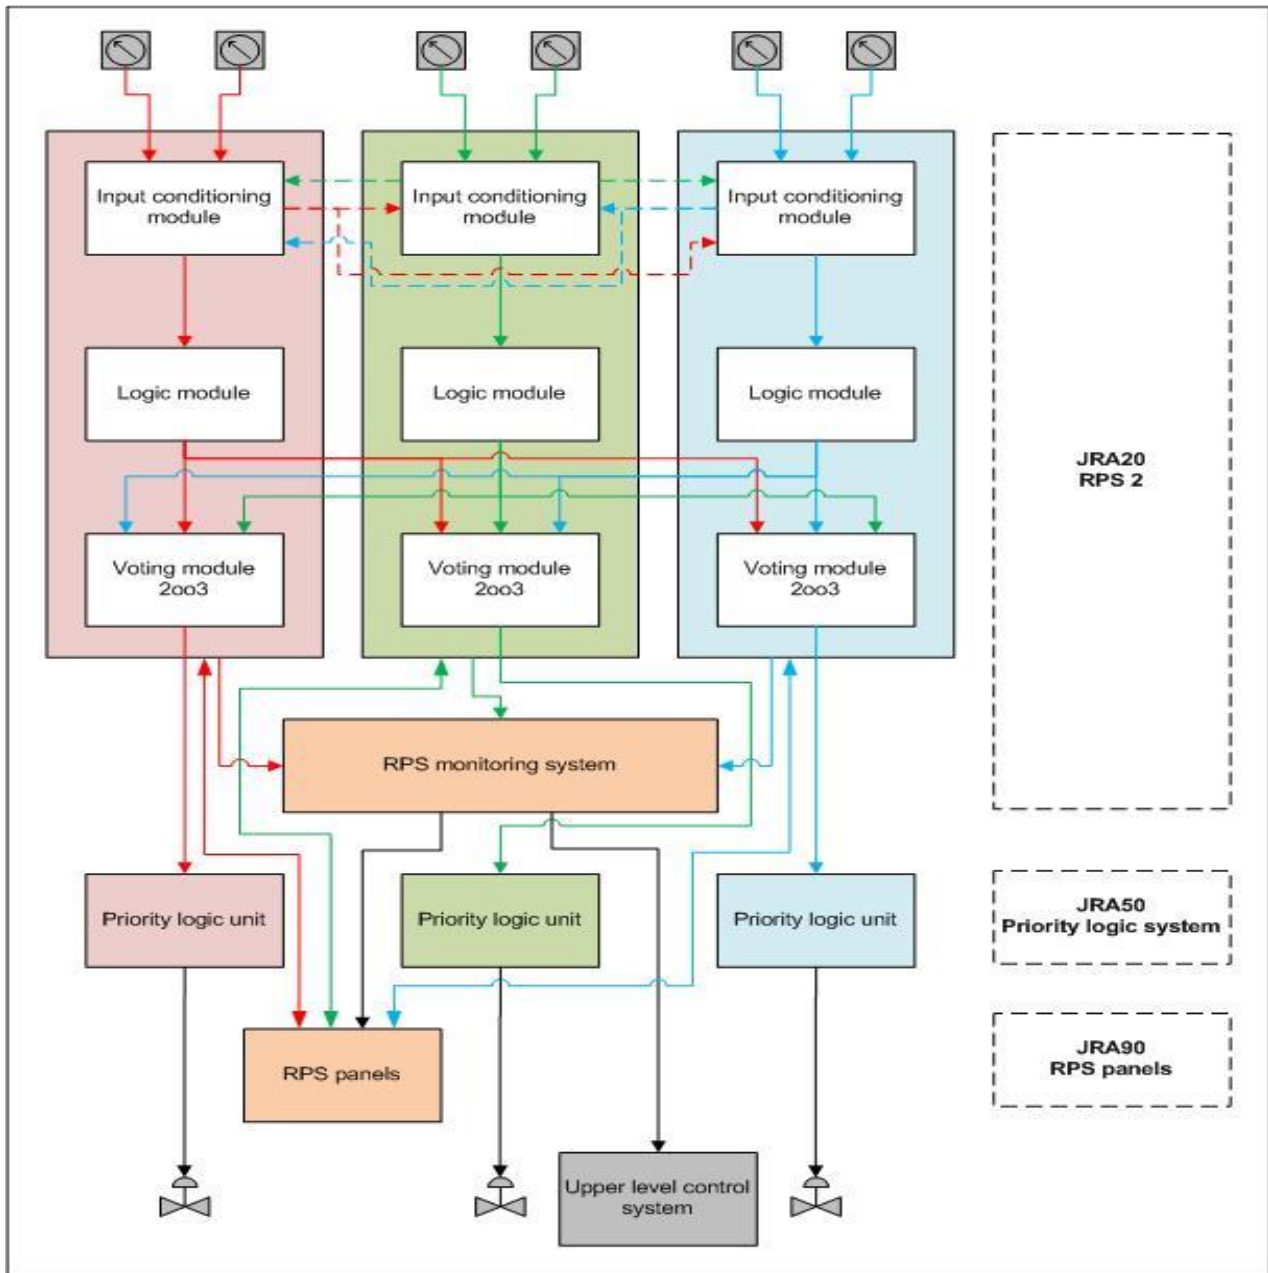 Input conditioning
module
Input conditioning
module
Input conditioning
module
Logic module
Logic module
Logic module
JRA20
RPS 2
Voting module
2oo3
Voting module
2oo3
Voting module
2oo3
RPS monitoring system
Priority logic unit
Priority logic unit
Priority logic unit
JRA50
Priority logic system
RPS panels
JRA90
RPS panels
Upper level control
system